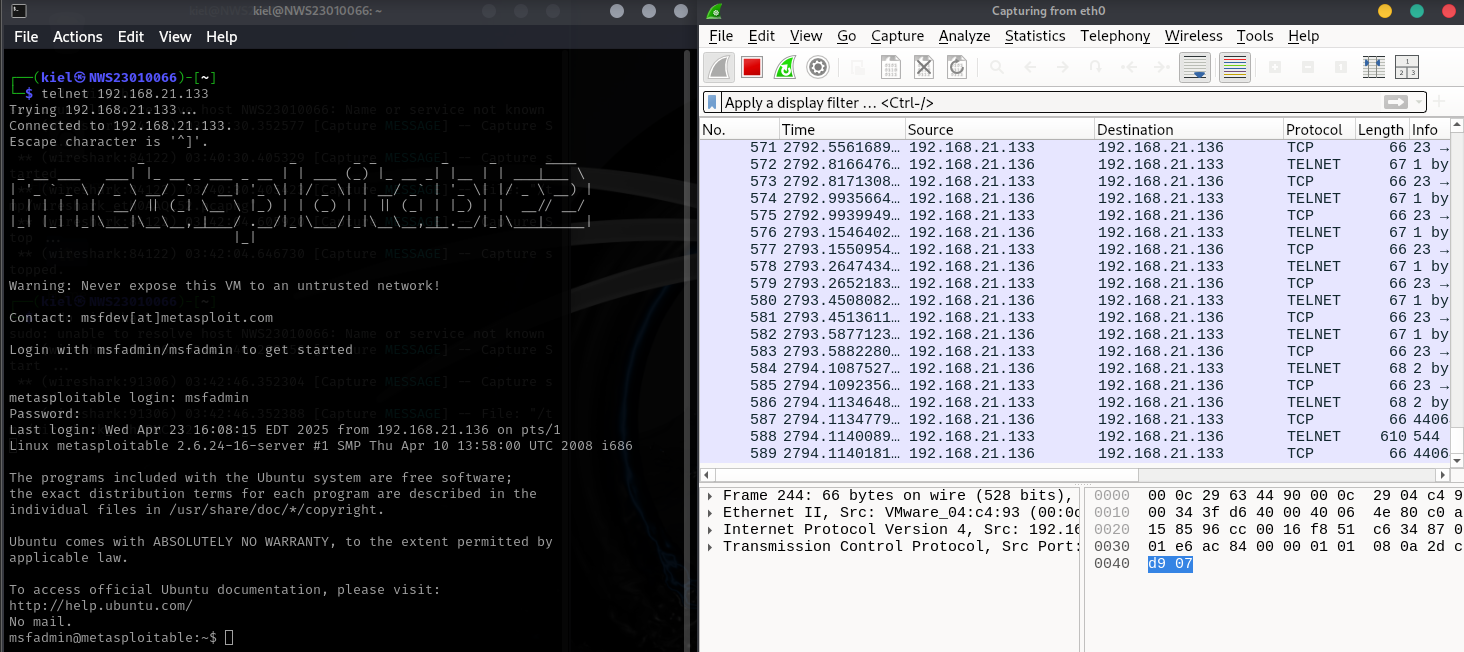 kiel@NWS23010066: ~
File Actions Edit View Help
┌──(kiel㉿NWS23010066)-[~]
└─$ telnet 192.168.21.133
Trying 192.168.21.133...
Connected to 192.168.21.133.
Escape character is '^]'.
metasploitable2
Warning: Never expose this VM to an untrusted network!
Contact: msfdev[at]metasploit.com
Login with msfadmin/msfadmin to get started
metasploitable login: msfadmin
Password:
Last login: Wed Apr 23 16:08:15 EDT 2025 from 192.168.21.136 on pts/1
Linux metasploitable 2.6.24-16-server #1 SMP Thu Apr 10 13:58:00 UTC 2008 i686
The programs included with the Ubuntu system are free software;
the exact distribution terms for each program are described in the
individual files in /usr/share/doc/*/copyright.
Ubuntu comes with ABSOLUTELY NO WARRANTY, to the extent permitted by
applicable law.
To access official Ubuntu documentation, please visit:
http://help.ubuntu.com/
No mail.
msfadmin@metasploitable:~$
Capturing from eth0
File Edit View Go Capture Analyze Statistics Telephony Wireless Tools Help
Apply a display filter … <Ctrl-/>
No. Time Source Destination Protocol Length Info
571 2792.5561689… 192.168.21.133 192.168.21.136 TCP 66 23 →
572 2792.8166476… 192.168.21.136 192.168.21.133 TELNET 67 1 by
573 2792.8171308… 192.168.21.133 192.168.21.136 TCP 66 23 →
574 2792.9935664… 192.168.21.136 192.168.21.133 TELNET 67 1 by
575 2792.9939949… 192.168.21.133 192.168.21.136 TCP 66 23 →
576 2793.1546402… 192.168.21.136 192.168.21.133 TELNET 67 1 by
577 2793.1550954… 192.168.21.133 192.168.21.136 TCP 66 23 →
578 2793.2647434… 192.168.21.136 192.168.21.133 TELNET 67 1 by
579 2793.2652183… 192.168.21.133 192.168.21.136 TCP 66 23 →
580 2793.4508082… 192.168.21.136 192.168.21.133 TELNET 67 1 by
581 2793.4513611… 192.168.21.133 192.168.21.136 TCP 66 23 →
582 2793.5877123… 192.168.21.136 192.168.21.133 TELNET 67 1 by
583 2793.5882280… 192.168.21.133 192.168.21.136 TCP 66 23 →
584 2794.1087527… 192.168.21.136 192.168.21.133 TELNET 68 2 by
585 2794.1092356… 192.168.21.133 192.168.21.136 TCP 66 23 →
586 2794.1134648… 192.168.21.133 192.168.21.136 TELNET 68 2 by
587 2794.1134779… 192.168.21.136 192.168.21.133 TCP 66 4406
588 2794.1140089… 192.168.21.133 192.168.21.136 TELNET 610 544
589 2794.1140181… 192.168.21.136 192.168.21.133 TCP 66 4406
Frame 244: 66 bytes on wire (528 bits),
Ethernet II, Src: VMware_04:c4:93 (00:0c
Internet Protocol Version 4, Src: 192.16
Transmission Control Protocol, Src Port:
0000 00 0c 29 63 44 90 00 0c 29 04 c4 9
0010 00 34 3f d6 40 00 40 06 4e 80 c0 a
0020 15 85 96 cc 00 16 f8 51 c6 34 87 0
0030 01 e6 ac 84 00 00 01 01 08 0a 2d c
0040 d9 07